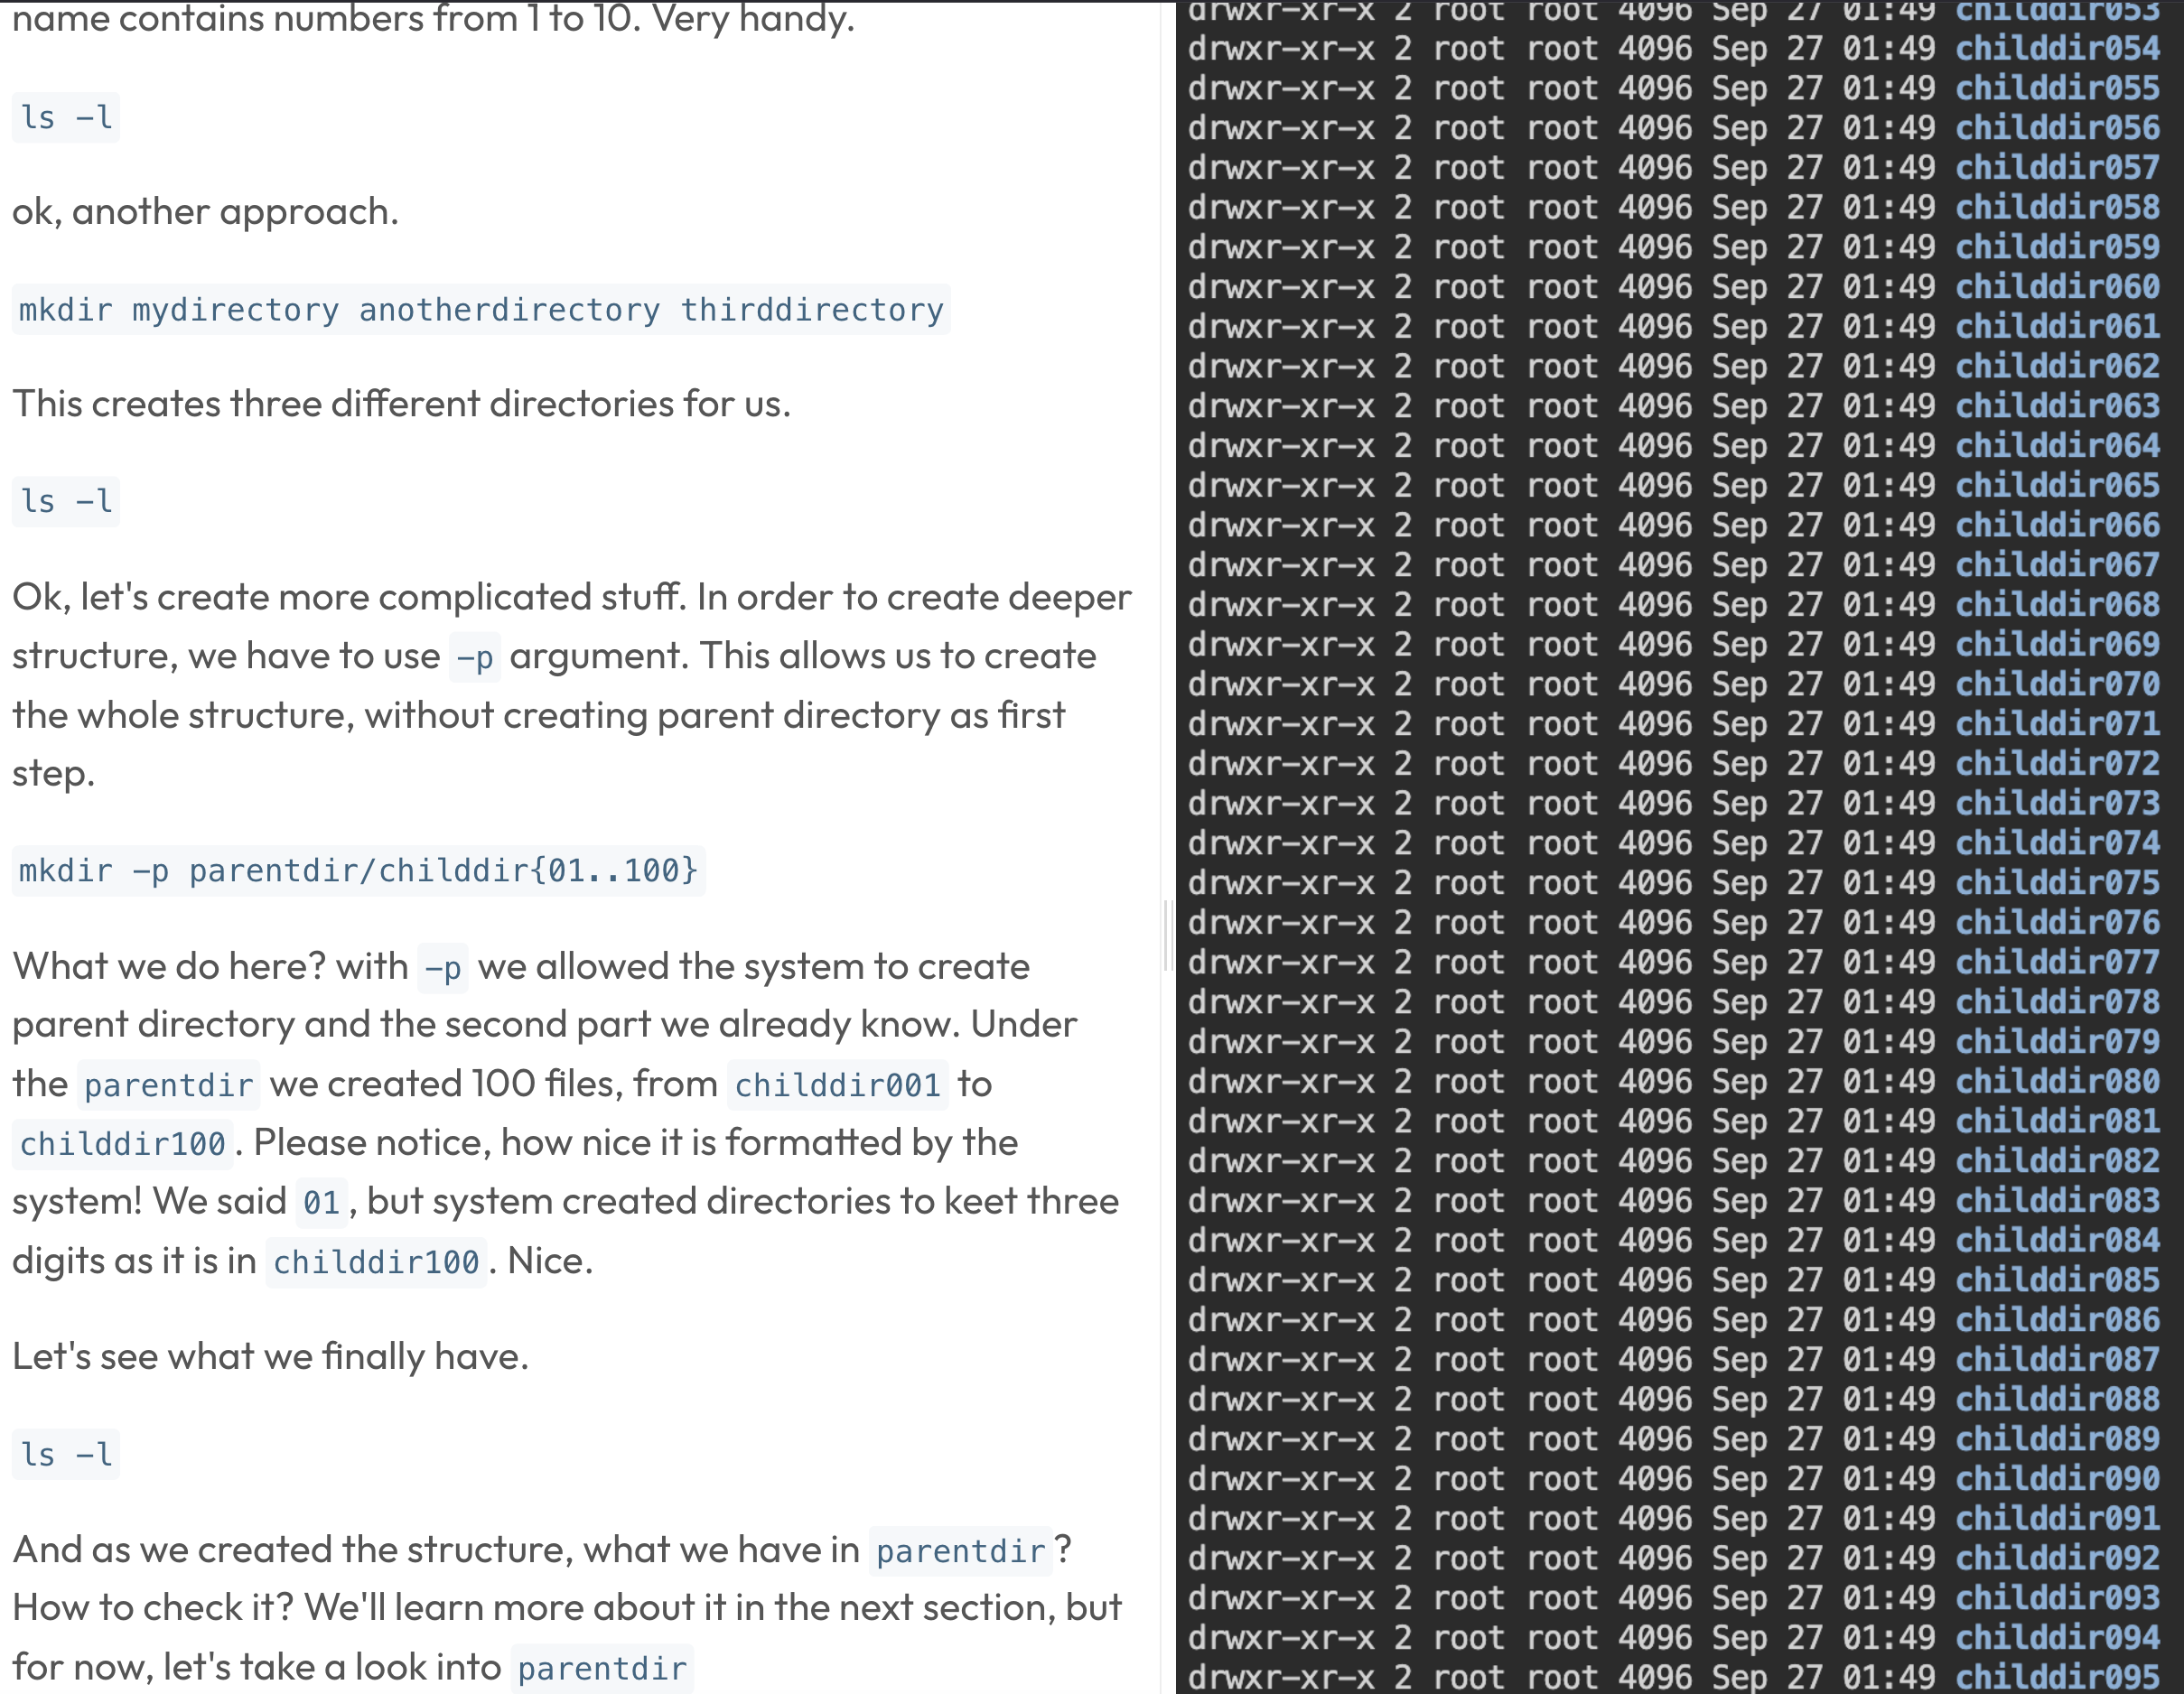 name contains numbers from 1 to 10. Very handy.
ls -l
ok, another approach.
mkdir mydirectory anotherdirectory thirddirectory
This creates three different directories for us.
ls -l
Ok, let's create more complicated stuff. In order to create deeper
structure, we have to use -p argument. This allows us to create
the whole structure, without creating parent directory as first
step.
mkdir -p parentdir/childdir{01..100}
What we do here? with -p we allowed the system to create
parent directory and the second part we already know. Under
the parentdir we created 100 files, from childdir001 to
childdir100. Please notice, how nice it is formatted by the
system! We said 01, but system created directories to keet three
digits as it is in childdir100. Nice.
Let's see what we finally have.
ls -l
And as we created the structure, what we have in parentdir?
How to check it? We'll learn more about it in the next section, but
for now, let's take a look into parentdir
drwxr-xr-x 2 root root 4096 Sep 27 01:49 childdir053
drwxr-xr-x 2 root root 4096 Sep 27 01:49 childdir054
drwxr-xr-x 2 root root 4096 Sep 27 01:49 childdir055
drwxr-xr-x 2 root root 4096 Sep 27 01:49 childdir056
drwxr-xr-x 2 root root 4096 Sep 27 01:49 childdir057
drwxr-xr-x 2 root root 4096 Sep 27 01:49 childdir058
drwxr-xr-x 2 root root 4096 Sep 27 01:49 childdir059
drwxr-xr-x 2 root root 4096 Sep 27 01:49 childdir060
drwxr-xr-x 2 root root 4096 Sep 27 01:49 childdir061
drwxr-xr-x 2 root root 4096 Sep 27 01:49 childdir062
drwxr-xr-x 2 root root 4096 Sep 27 01:49 childdir063
drwxr-xr-x 2 root root 4096 Sep 27 01:49 childdir064
drwxr-xr-x 2 root root 4096 Sep 27 01:49 childdir065
drwxr-xr-x 2 root root 4096 Sep 27 01:49 childdir066
drwxr-xr-x 2 root root 4096 Sep 27 01:49 childdir067
drwxr-xr-x 2 root root 4096 Sep 27 01:49 childdir068
drwxr-xr-x 2 root root 4096 Sep 27 01:49 childdir069
drwxr-xr-x 2 root root 4096 Sep 27 01:49 childdir070
drwxr-xr-x 2 root root 4096 Sep 27 01:49 childdir071
drwxr-xr-x 2 root root 4096 Sep 27 01:49 childdir072
drwxr-xr-x 2 root root 4096 Sep 27 01:49 childdir073
drwxr-xr-x 2 root root 4096 Sep 27 01:49 childdir074
drwxr-xr-x 2 root root 4096 Sep 27 01:49 childdir075
drwxr-xr-x 2 root root 4096 Sep 27 01:49 childdir076
drwxr-xr-x 2 root root 4096 Sep 27 01:49 childdir077
drwxr-xr-x 2 root root 4096 Sep 27 01:49 childdir078
drwxr-xr-x 2 root root 4096 Sep 27 01:49 childdir079
drwxr-xr-x 2 root root 4096 Sep 27 01:49 childdir080
drwxr-xr-x 2 root root 4096 Sep 27 01:49 childdir081
drwxr-xr-x 2 root root 4096 Sep 27 01:49 childdir082
drwxr-xr-x 2 root root 4096 Sep 27 01:49 childdir083
drwxr-xr-x 2 root root 4096 Sep 27 01:49 childdir084
drwxr-xr-x 2 root root 4096 Sep 27 01:49 childdir085
drwxr-xr-x 2 root root 4096 Sep 27 01:49 childdir086
drwxr-xr-x 2 root root 4096 Sep 27 01:49 childdir087
drwxr-xr-x 2 root root 4096 Sep 27 01:49 childdir088
drwxr-xr-x 2 root root 4096 Sep 27 01:49 childdir089
drwxr-xr-x 2 root root 4096 Sep 27 01:49 childdir090
drwxr-xr-x 2 root root 4096 Sep 27 01:49 childdir091
drwxr-xr-x 2 root root 4096 Sep 27 01:49 childdir092
drwxr-xr-x 2 root root 4096 Sep 27 01:49 childdir093
drwxr-xr-x 2 root root 4096 Sep 27 01:49 childdir094
drwxr-xr-x 2 root root 4096 Sep 27 01:49 childdir095